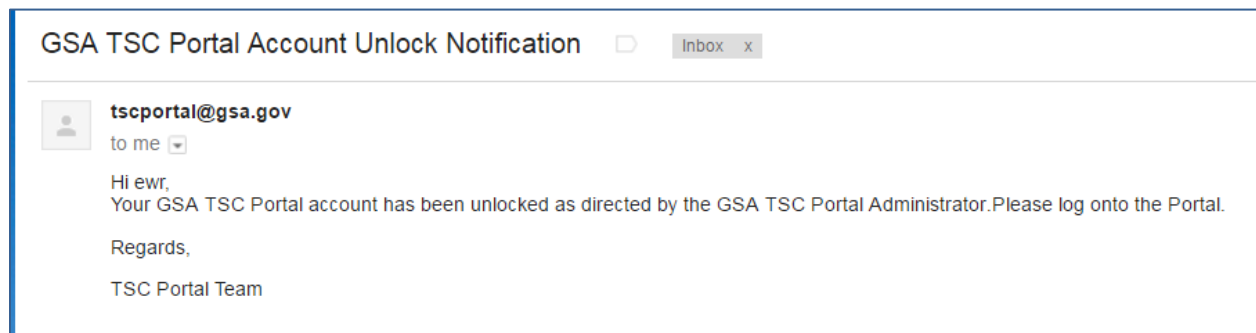 GSA TSC Portal Account Unlock Notification
Inbox x
tscportal@gsa.gov
to me
Hi ewr,
Your GSA TSC Portal account has been unlocked as directed by the GSA TSC Portal Administrator.Please log onto the Portal.
Regards,
TSC Portal Team